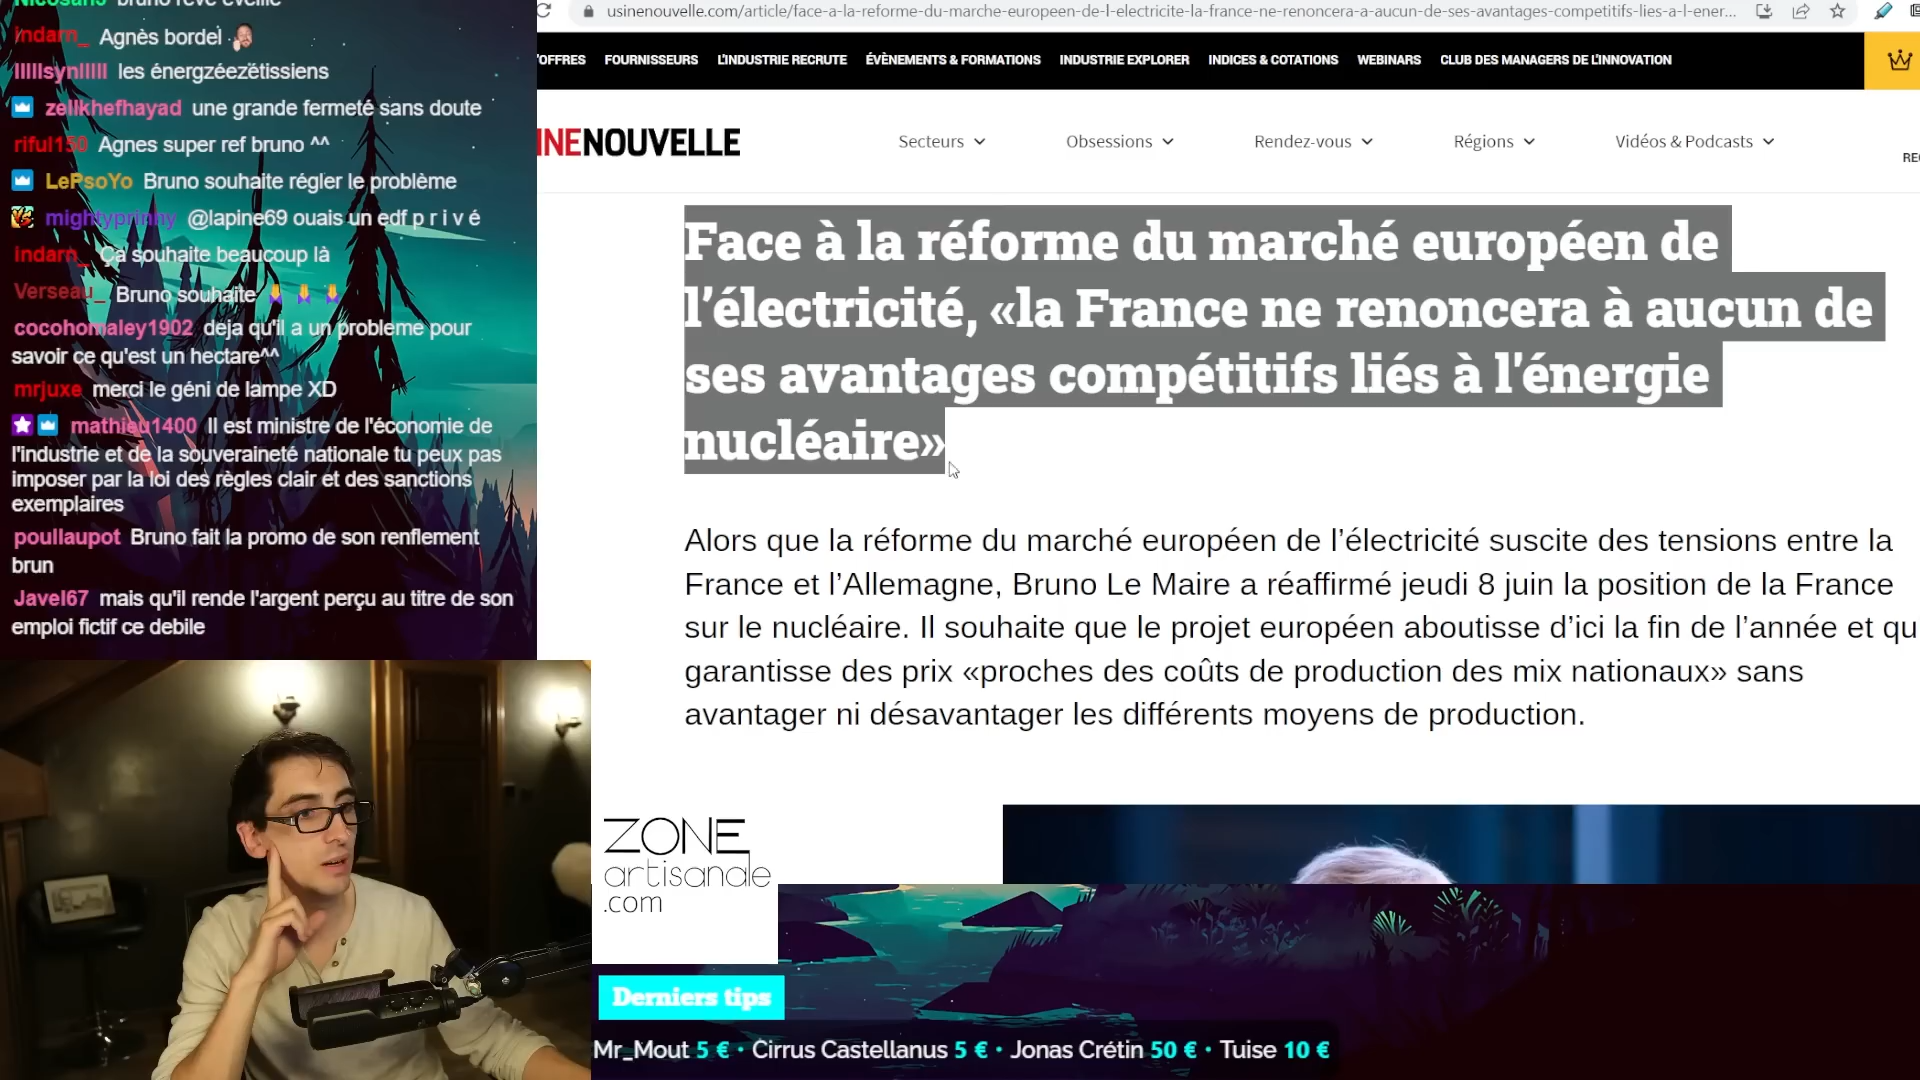 bruno rêve éveillé
indarn_ Agnès bordel
lllllsynlllll les énergzéezëtissiens
zellkhefhayad une grande fermeté sans doute
riful150 Agnes super ref bruno ^^
LePsoYo Bruno souhaite régler le problème
mightyprinhy @lapine69 ouais un edf p r i v é
indarn_ Ça souhaite beaucoup là
Verseau_ Bruno souhaite
cocohomaley1902 deja qu'il a un probleme pour
savoir ce qu'est un hectare^^
mrjuxe merci le géni de lampe XD
mathieu1400 Il est ministre de l'économie de
l'industrie et de la souveraineté nationale tu peux pas
imposer par la loi des règles clair et des sanctions
exemplaires
poullaupot Bruno fait la promo de son renflement
brun
Javel67 mais qu'il rende l'argent perçu au titre de son
emploi fictif ce debile
usinenouvelle.com/article/face-a-la-reforme-du-marche-europeen-de-l-electricite-la-france-ne-renoncera-a-aucun-de-ses-avantages-competitifs-lies-a-l-ener...
'OFFRES FOURNISSEURS L'INDUSTRIE RECRUTE ÉVÈNEMENTS & FORMATIONS INDUSTRIE EXPLORER INDICES & COTATIONS WEBINARS CLUB DES MANAGERS DE L'INNOVATION
INENOUVELLE
Secteurs Obsessions Rendez-vous Régions Vidéos & Podcasts
REC
Face à la réforme du marché européen de
l’électricité, «la France ne renoncera à aucun de
ses avantages compétitifs liés à l'énergie
nucléaire»
Alors que la réforme du marché européen de l’électricité suscite des tensions entre la
France et l’Allemagne, Bruno Le Maire a réaffirmé jeudi 8 juin la position de la France
sur le nucléaire. Il souhaite que le projet européen aboutisse d’ici la fin de l’année et qu
garantisse des prix «proches des coûts de production des mix nationaux» sans
avantager ni désavantager les différents moyens de production.
ZONE
artisanale
.com
Derniers tips
Mr_Mout 5 € · Cirrus Castellanus 5 € · Jonas Crétin 50 € · Tuise 10 €